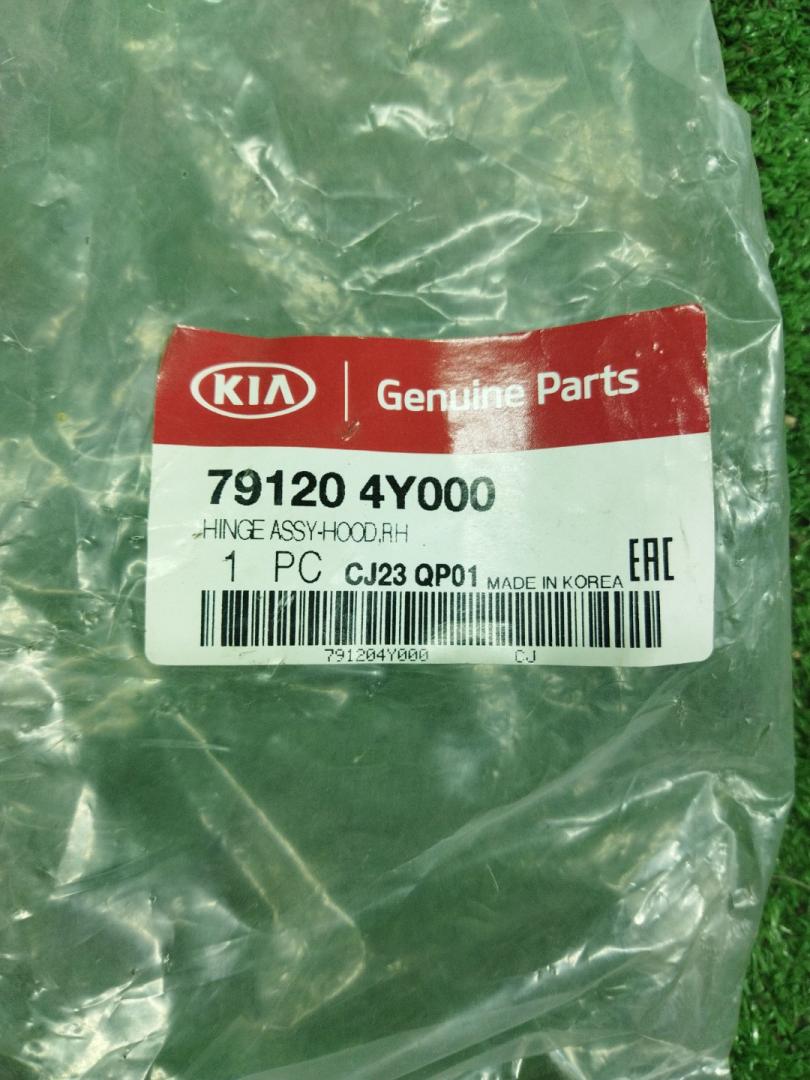 KIA Genuine Parts
79120 4Y000
HINGE ASSY-HOOD,RH
1 PC CJ23 QP01 MADE IN KOREA EAC
791204Y000 CJ